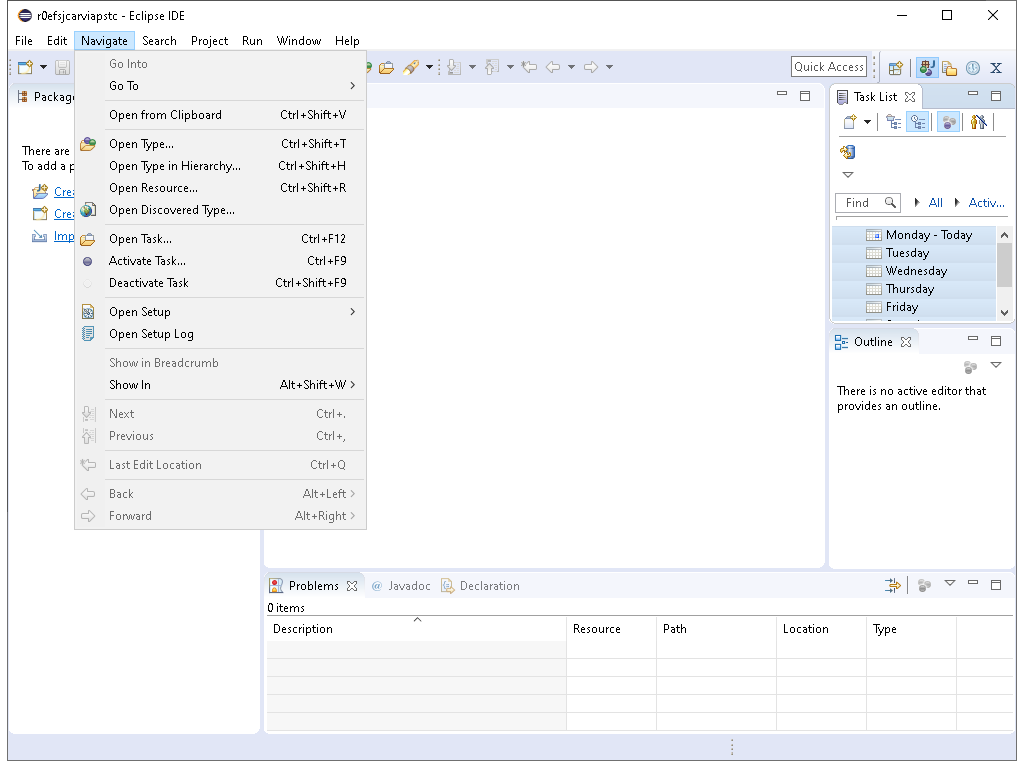 r0efsjcarviapstc - Eclipse IDE
File Edit Navigate Search Project Run Window Help
Quick Access
Go Into
Go To
Open from Clipboard Ctrl+Shift+V
Open Type... Ctrl+Shift+T
Open Type in Hierarchy... Ctrl+Shift+H
Open Resource... Ctrl+Shift+R
Open Discovered Type...
Open Task... Ctrl+F12
Activate Task... Ctrl+F9
Deactivate Task Ctrl+Shift+F9
Open Setup
Open Setup Log
Show in Breadcrumb
Show In Alt+Shift+W
Next Ctrl+.
Previous Ctrl+,
Last Edit Location Ctrl+Q
Back Alt+Left
Forward Alt+Right
Packag
There are
To add a p
Crea
Crea
Imp
Task List
Find All Activ...
Monday - Today
Tuesday
Wednesday
Thursday
Friday
Outline
There is no active editor that
provides an outline.
Problems @ Javadoc Declaration
0 items
Description Resource Path Location Type